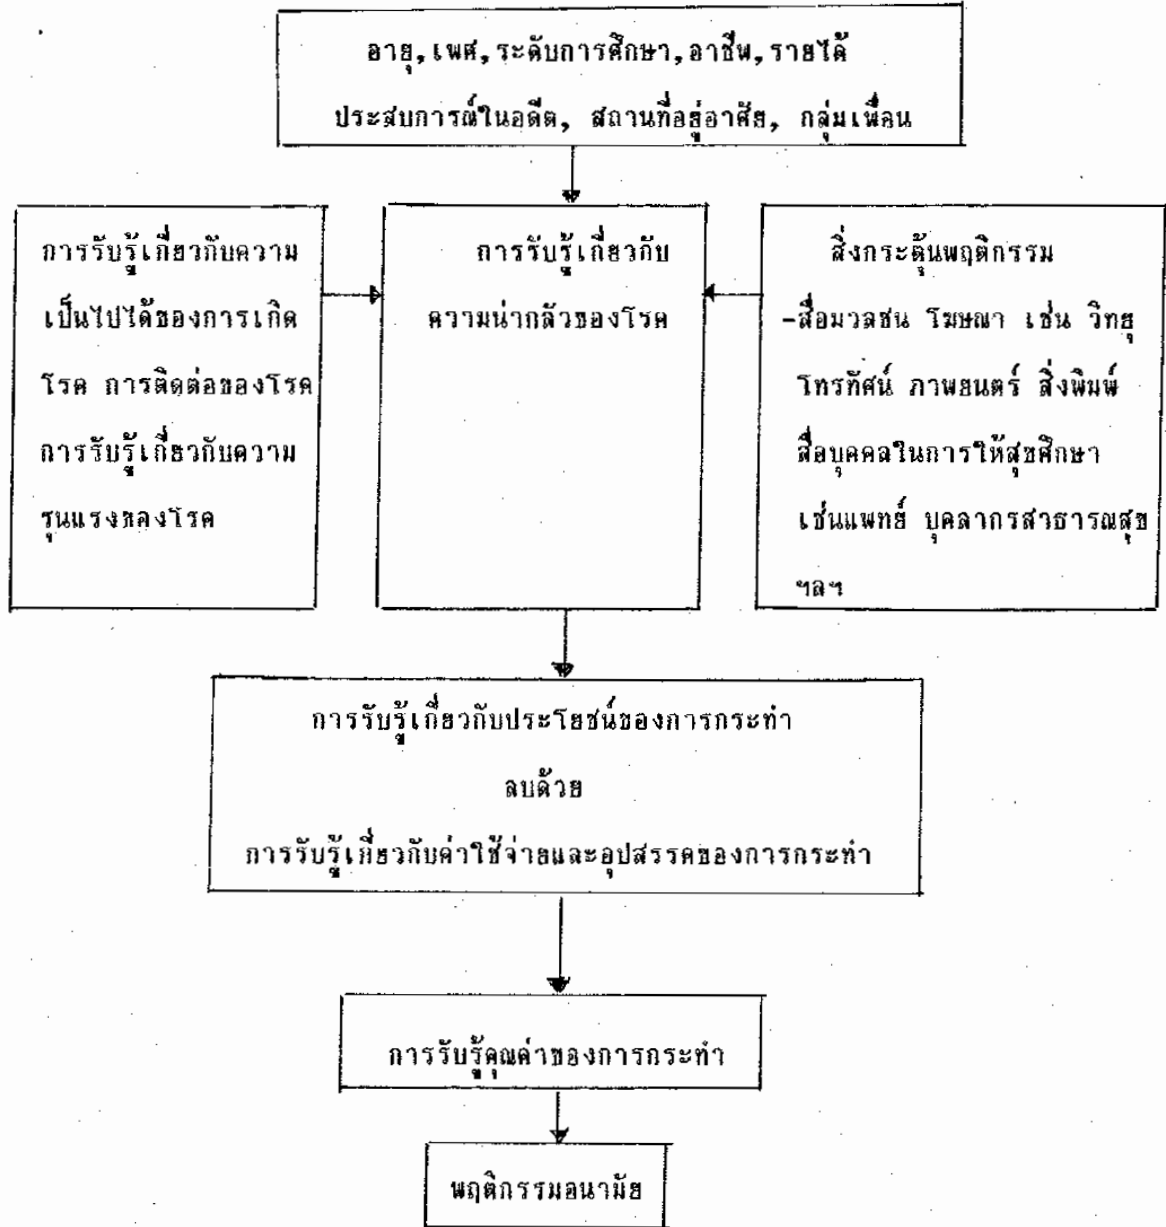 อายุ, เพศ, ระดับการศึกษา, อาชีพ, รายได้
ประสบการณ์ในอดีต, สถานที่อยู่อาศัย, กลุ่มเพื่อน
การรับรู้เกี่ยวกับความ
เป็นไปได้ของการเกิด
โรค การติดต่อของโรค
การรับรู้เกี่ยวกับความ
รุนแรงของโรค
การรับรู้เกี่ยวกับ
ความน่ากลัวของโรค
สิ่งกระตุ้นพฤติกรรม
-สื่อมวลชน โฆษณา เช่น วิทยุ
โทรทัศน์ ภาพยนตร์ สิ่งพิมพ์
สื่อบุคคลในการให้สุขศึกษา
เช่นแพทย์ บุคลากรสาธารณสุข
ฯลฯ
การรับรู้เกี่ยวกับประโยชน์ของการกระทำ
ลบด้วย
การรับรู้เกี่ยวกับค่าใช้จ่ายและอุปสรรคของการกระทำ
การรับรู้คุณค่าของการกระทำ
พฤติกรรมอนามัย